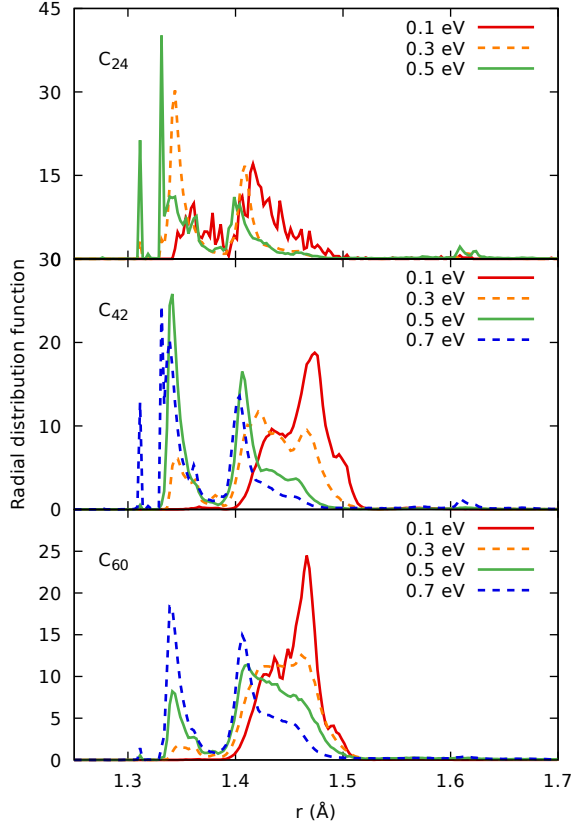 45
30
15
30
20
10
0
25
20
15
10
5
0
C24
0.1 eV
0.3 eV
0.5 eV
C42
0.1 eV
0.3 eV
0.5 eV
0.7 eV
C60
0.1 eV
0.3 eV
0.5 eV
0.7 eV
Radial distribution function
1.3 1.4 1.5 1.6 1.7
r (Å)